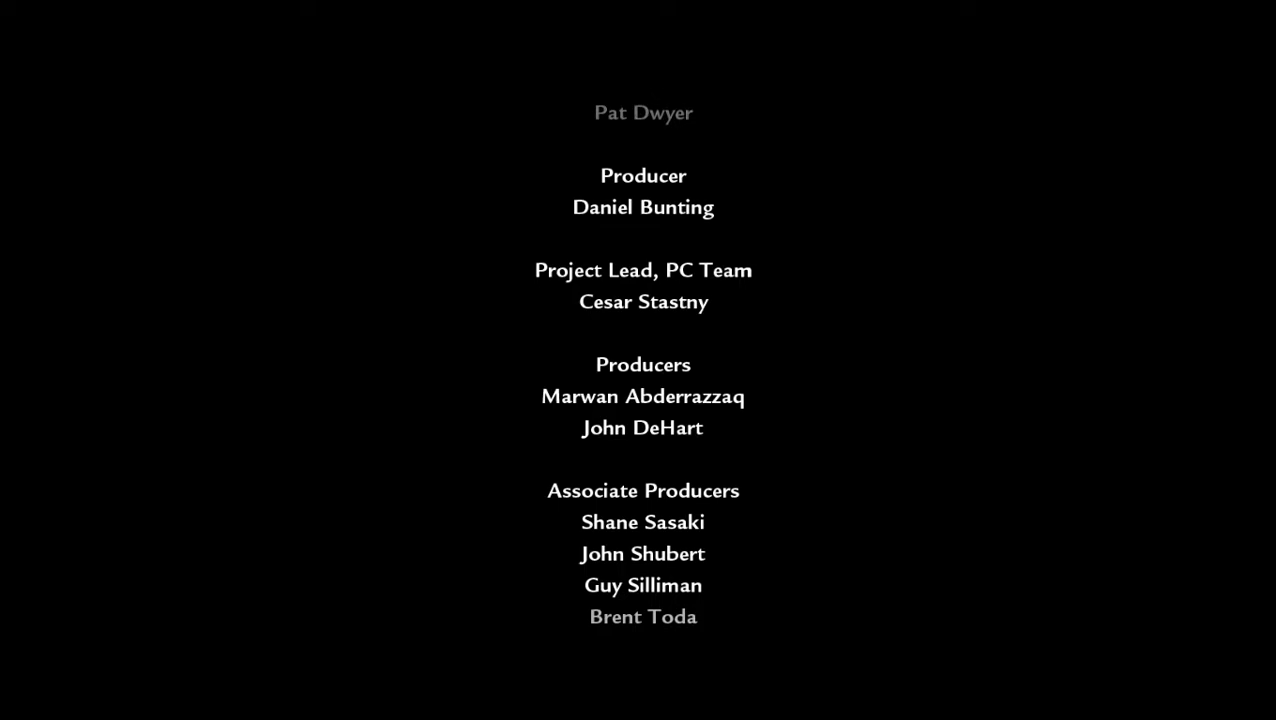 Pat Dwyer
Producer
Daniel Bunting
Project Lead, PC Team
Cesar Stastny
Producers
Marwan Abderrazzaq
John DeHart
Associate Producers
Shane Sasaki
John Shubert
Guy Silliman
Brent Toda